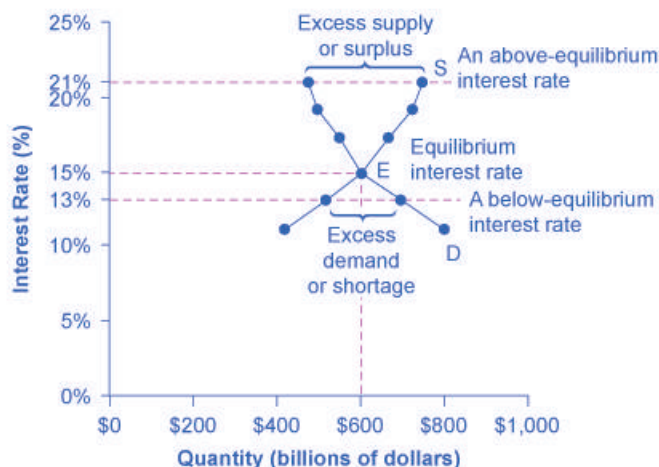 25%
Excess supply
or surplus
S
An above-equilibrium
interest rate
21%
20%
Equilibrium
interest rate
15%
E
13%
A below-equilibrium
interest rate
Excess
demand
or shortage
D
10%
5%
0%
$0
$200
$400
$600
$800
$1,000
Interest Rate (%)
Quantity (billions of dollars)